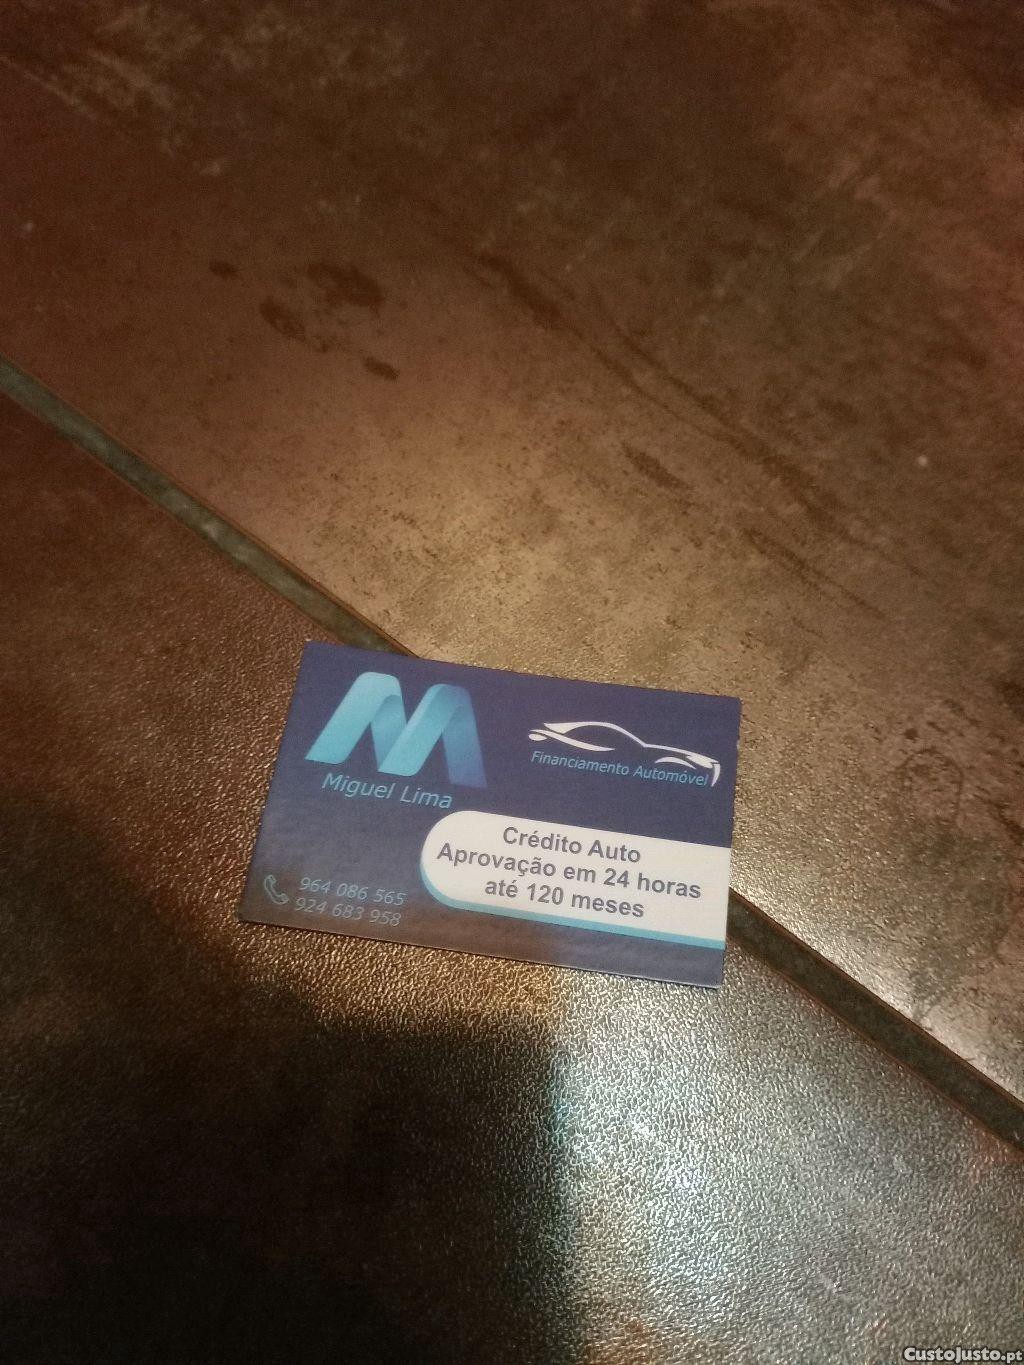 Miguel Lima
Financiamento Automóvel
Crédito Auto
Aprovação em 24 horas
até 120 meses
964 086 565
924 683 958
CustoJusto.pt